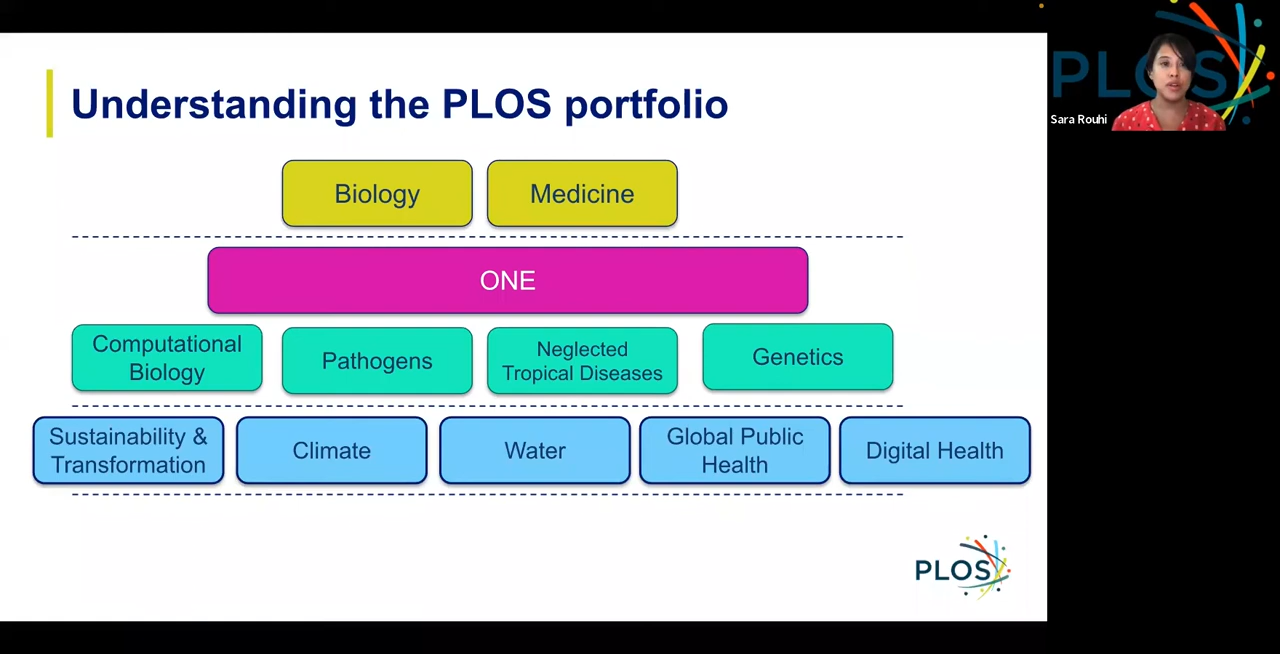 Understanding the PLOS portfolio
PLOS
Sara Rouhi
Biology
Medicine
ONE
Computational
Biology
Pathogens
Neglected
Tropical Diseases
Genetics
Sustainability &
Transformation
Climate
Water
Global Public
Health
Digital Health
PLOS